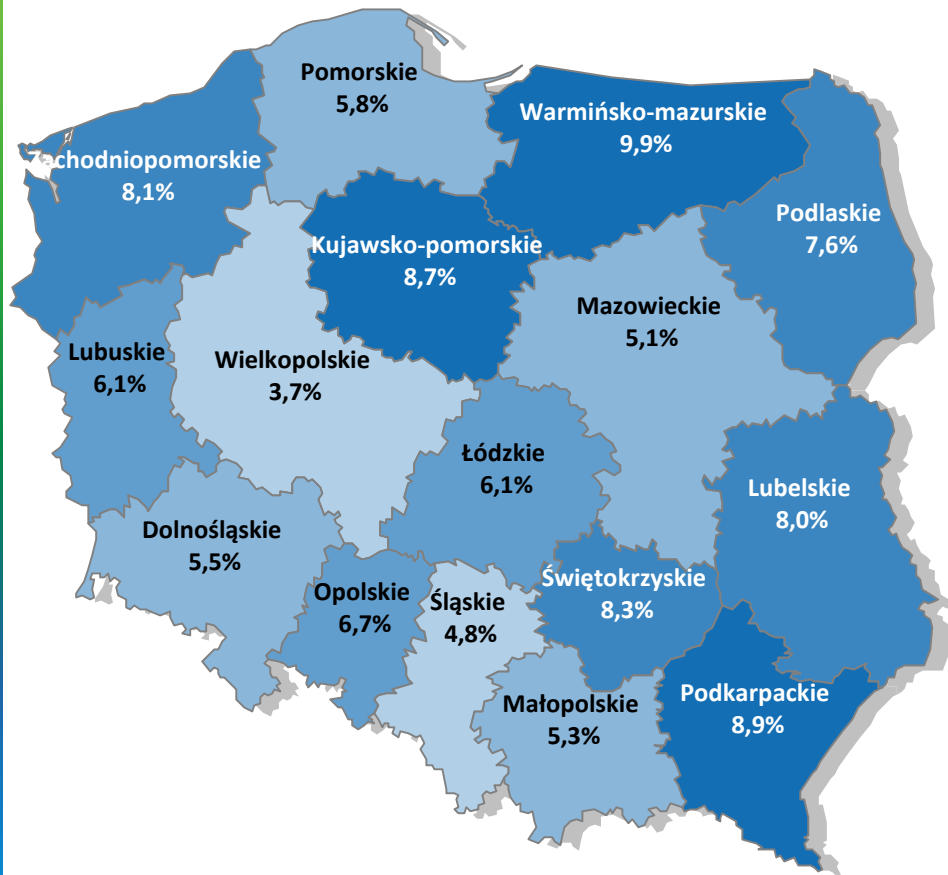 Pomorskie
5,8%
Warmińsko-mazurskie
9,9%
Zachodniopomorskie
8,1%
Podlaskie
7,6%
Kujawsko-pomorskie
8,7%
Mazowieckie
5,1%
Lubuskie
6,1%
Wielkopolskie
3,7%
Łódzkie
6,1%
Lubelskie
8,0%
Dolnośląskie
5,5%
Opolskie
6,7%
Śląskie
4,8%
Świętokrzyskie
8,3%
Małopolskie
5,3%
Podkarpackie
8,9%